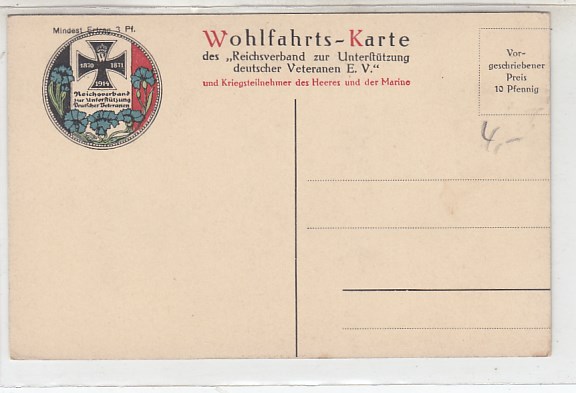 Mindest Ertrag 3 Pf.
W
1870 1871
1914
Reichsverband
zur Unterstützung
Deutscher Veteranen
Wohlfahrts-Karte
des „Reichsverband zur Unterstützung
deutscher Veteranen E. V.“
und Kriegsteilnehmer des Heeres und der Marine
Vor-
geschriebener
Preis
10 Pfennig
4,-